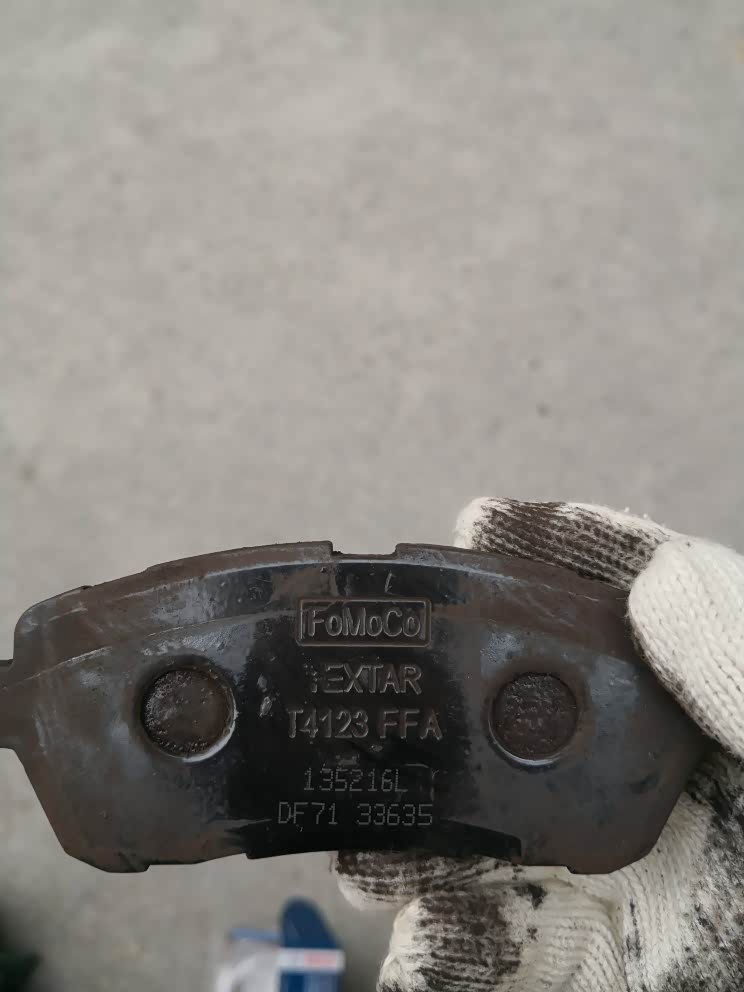 FoMoCo
TEXTAR
T4123 FFA
135216L
DF71 33635